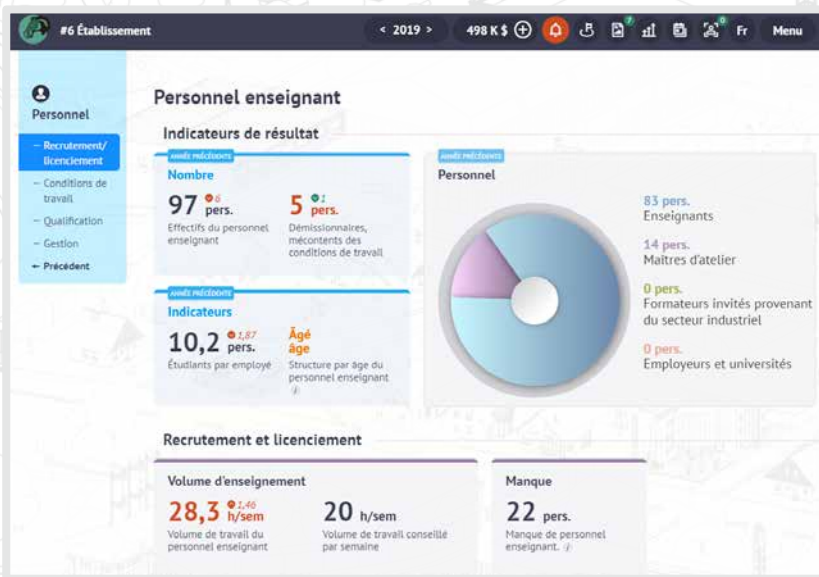 #6 Établissement
< 2019 >
498 K $
7
0
Fr
Menu
Personnel
– Recrutement/
licenciement
– Conditions de
travail
– Qualification
– Gestion
← Précédent
Personnel enseignant
Indicateurs de résultat
ANNÉE PRÉCÉDENTE
Nombre
97 6
pers.
Effectifs du personnel
enseignant
5 1
pers.
Démissionnaires,
mécontents des
conditions de travail
ANNÉE PRÉCÉDENTE
Indicateurs
10,2 1,87
pers.
Étudiants par employé
Âgé
âge
Structure par âge du
personnel enseignant
i
ANNÉE PRÉCÉDENTE
Personnel
83 pers.
Enseignants
14 pers.
Maîtres d'atelier
0 pers.
Formateurs invités provenant
du secteur industriel
0 pers.
Employeurs et universités
Recrutement et licenciement
Volume d'enseignement
28,3 1,46
h/sem
Volume de travail du
personnel enseignant
20 h/sem
Volume de travail conseillé
par semaine
Manque
22 pers.
Manque de personnel
enseignant. i